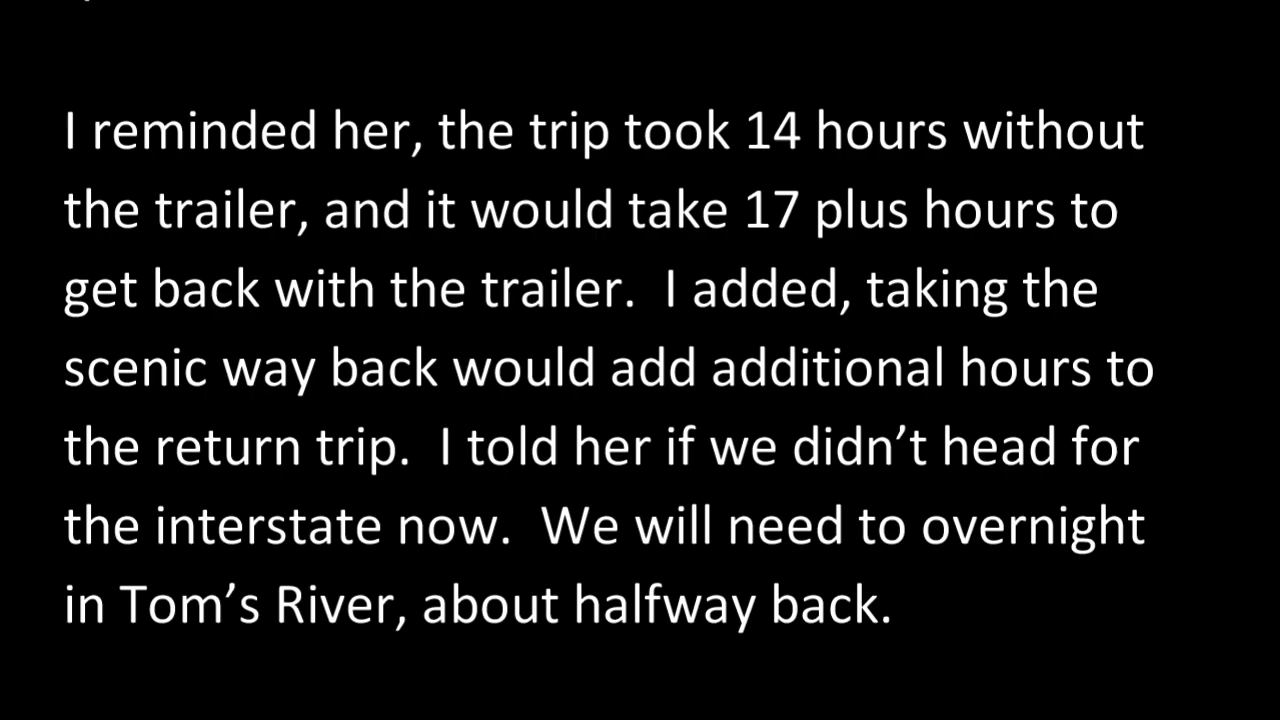 I reminded her, the trip took 14 hours without
the trailer, and it would take 17 plus hours to
get back with the trailer.  I added, taking the
scenic way back would add additional hours to
the return trip.  I told her if we didn’t head for
the interstate now.  We will need to overnight
in Tom’s River, about halfway back.